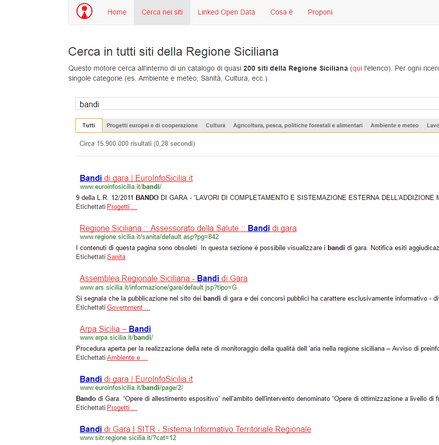 Home Cerca nei siti Linked Open Data Cosa è Proponi
Cerca in tutti siti della Regione Siciliana
Questo motore cerca all'interno di un catalogo di quasi 200 siti della Regione Siciliana (qui l'elenco). Per ogni ricer
singole categorie (es. Ambiente e meteo, Sanità, Cultura, ecc.)
bandi
Tutti Progetti europei e di cooperazione Cultura Agricoltura, pesca, politiche forestali e alimentari Ambiente e meteo Lavo
Circa 15.900.000 risultati (0,28 secondi)
Bandi di gara | EuroInfoSicilia.it
www.euroinfosicilia.it/bandi/
9 della L.R. 12/2011 BANDO DI GARA - "LAVORI DI COMPLETAMENTO E SISTEMAZIONE ESTERNA DELL'ADDIZIONE M
Etichettati Progetti ...
Regione Siciliana :: Assessorato della Salute :: Bandi di gara
www.regione.sicilia.it/sanita/default.asp?pg=842
I contenuti di questa pagina sono obsoleti. In questa sezione è possibile visualizzare i bandi di gara. Notifica esiti aggiudicaz
Etichettati Sanità
Assemblea Regionale Siciliana - Bandi di Gara
www.ars.sicilia.it/informazione/gare/default.jsp?tipo=G
Si segnala che la pubblicazione nel sito dei bandi di gara e dei concorsi pubblici ha carattere esclusivamente informativo - di
Etichettati Government ...
Arpa Sicilia – Bandi
www.arpa.sicilia.it/bandi/
Procedura aperta per la realizzazione della rete di monitoraggio della qualità dell 'aria nella regione siciliana – Avviso di preinfo
Etichettati Ambiente e ...
Bandi di gara | EuroInfoSicilia.it
www.euroinfosicilia.it/bandi/page/2/
Bando di Gara. "Opere di allestimento espositivo" nell'ambito dell'intervento denominato "Opere di ottimizzazione a livello di fr
Etichettati Progetti ...
Bandi di Gara | SITR - Sistema Informativo Territoriale Regionale
www.sitr.regione.sicilia.it/?cat=12